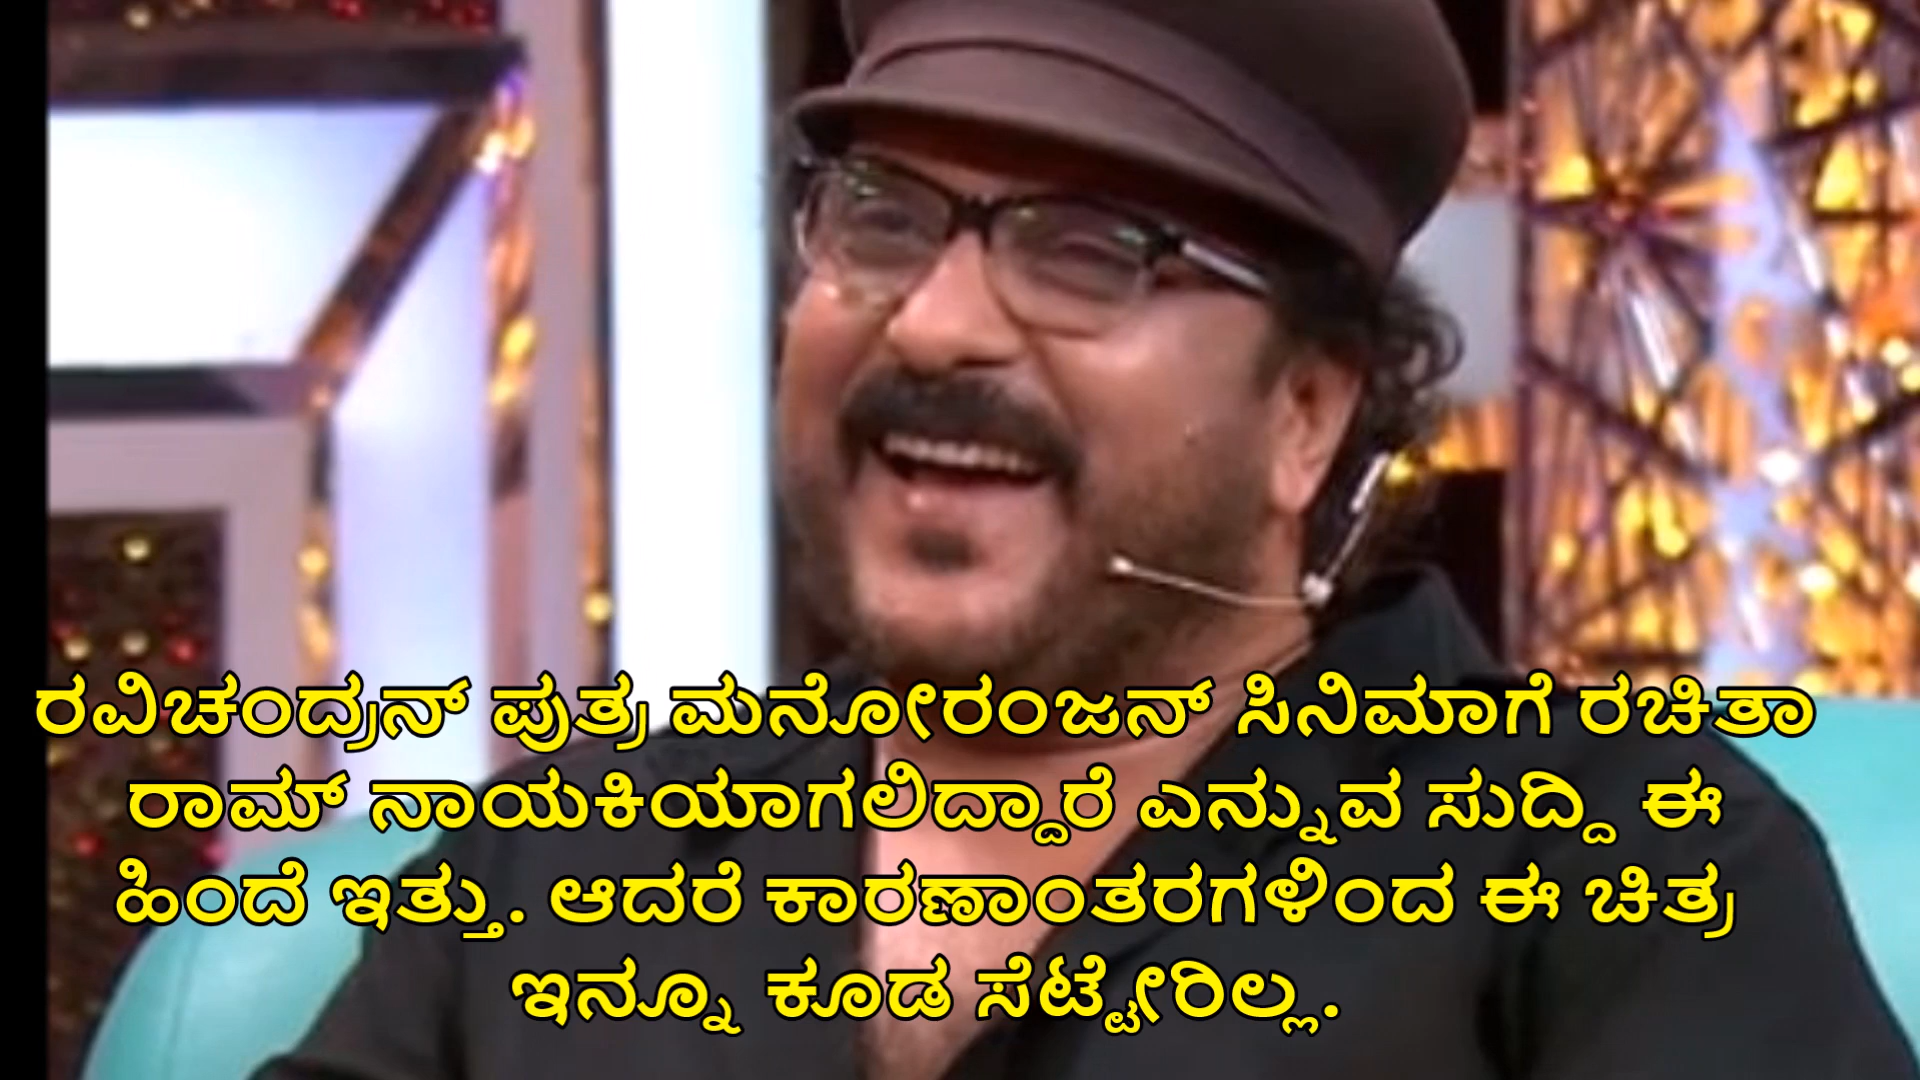 ರವಿಚಂದ್ರನ್ ಪುತ್ರ ಮನೋರಂಜನ್ ಸಿನಿಮಾಗೆ ರಚಿತಾ
ರಾಮ್ ನಾಯಕಿಯಾಗಲಿದ್ದಾರೆ ಎನ್ನುವ ಸುದ್ದಿ ಈ
ಹಿಂದೆ ಇತ್ತು. ಆದರೆ ಕಾರಣಾಂತರಗಳಿಂದ ಈ ಚಿತ್ರ
ಇನ್ನೂ ಕೂಡ ಸೆಟ್ಟೇರಿಲ್ಲ.